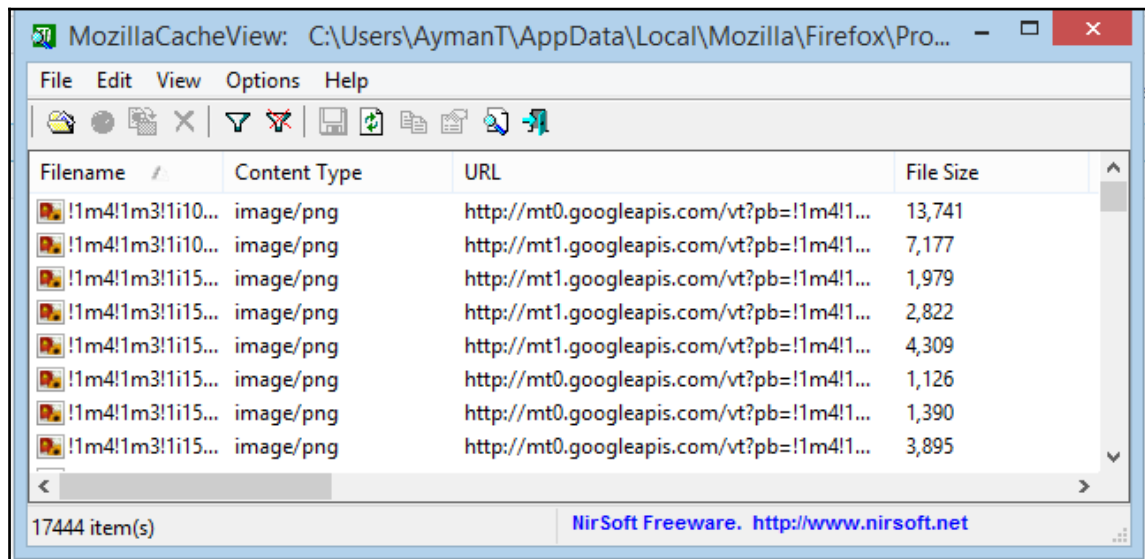 MozillaCacheView: C:\Users\AymanT\AppData\Local\Mozilla\Firefox\Pro...
File Edit View Options Help
Filename Content Type URL File Size
!1m4!1m3!1i10... image/png http://mt0.googleapis.com/vt?pb=!1m4!1... 13,741
!1m4!1m3!1i10... image/png http://mt1.googleapis.com/vt?pb=!1m4!1... 7,177
!1m4!1m3!1i15... image/png http://mt1.googleapis.com/vt?pb=!1m4!1... 1,979
!1m4!1m3!1i15... image/png http://mt1.googleapis.com/vt?pb=!1m4!1... 2,822
!1m4!1m3!1i15... image/png http://mt1.googleapis.com/vt?pb=!1m4!1... 4,309
!1m4!1m3!1i15... image/png http://mt0.googleapis.com/vt?pb=!1m4!1... 1,126
!1m4!1m3!1i15... image/png http://mt0.googleapis.com/vt?pb=!1m4!1... 1,390
!1m4!1m3!1i15... image/png http://mt0.googleapis.com/vt?pb=!1m4!1... 3,895
17444 item(s) NirSoft Freeware. http://www.nirsoft.net